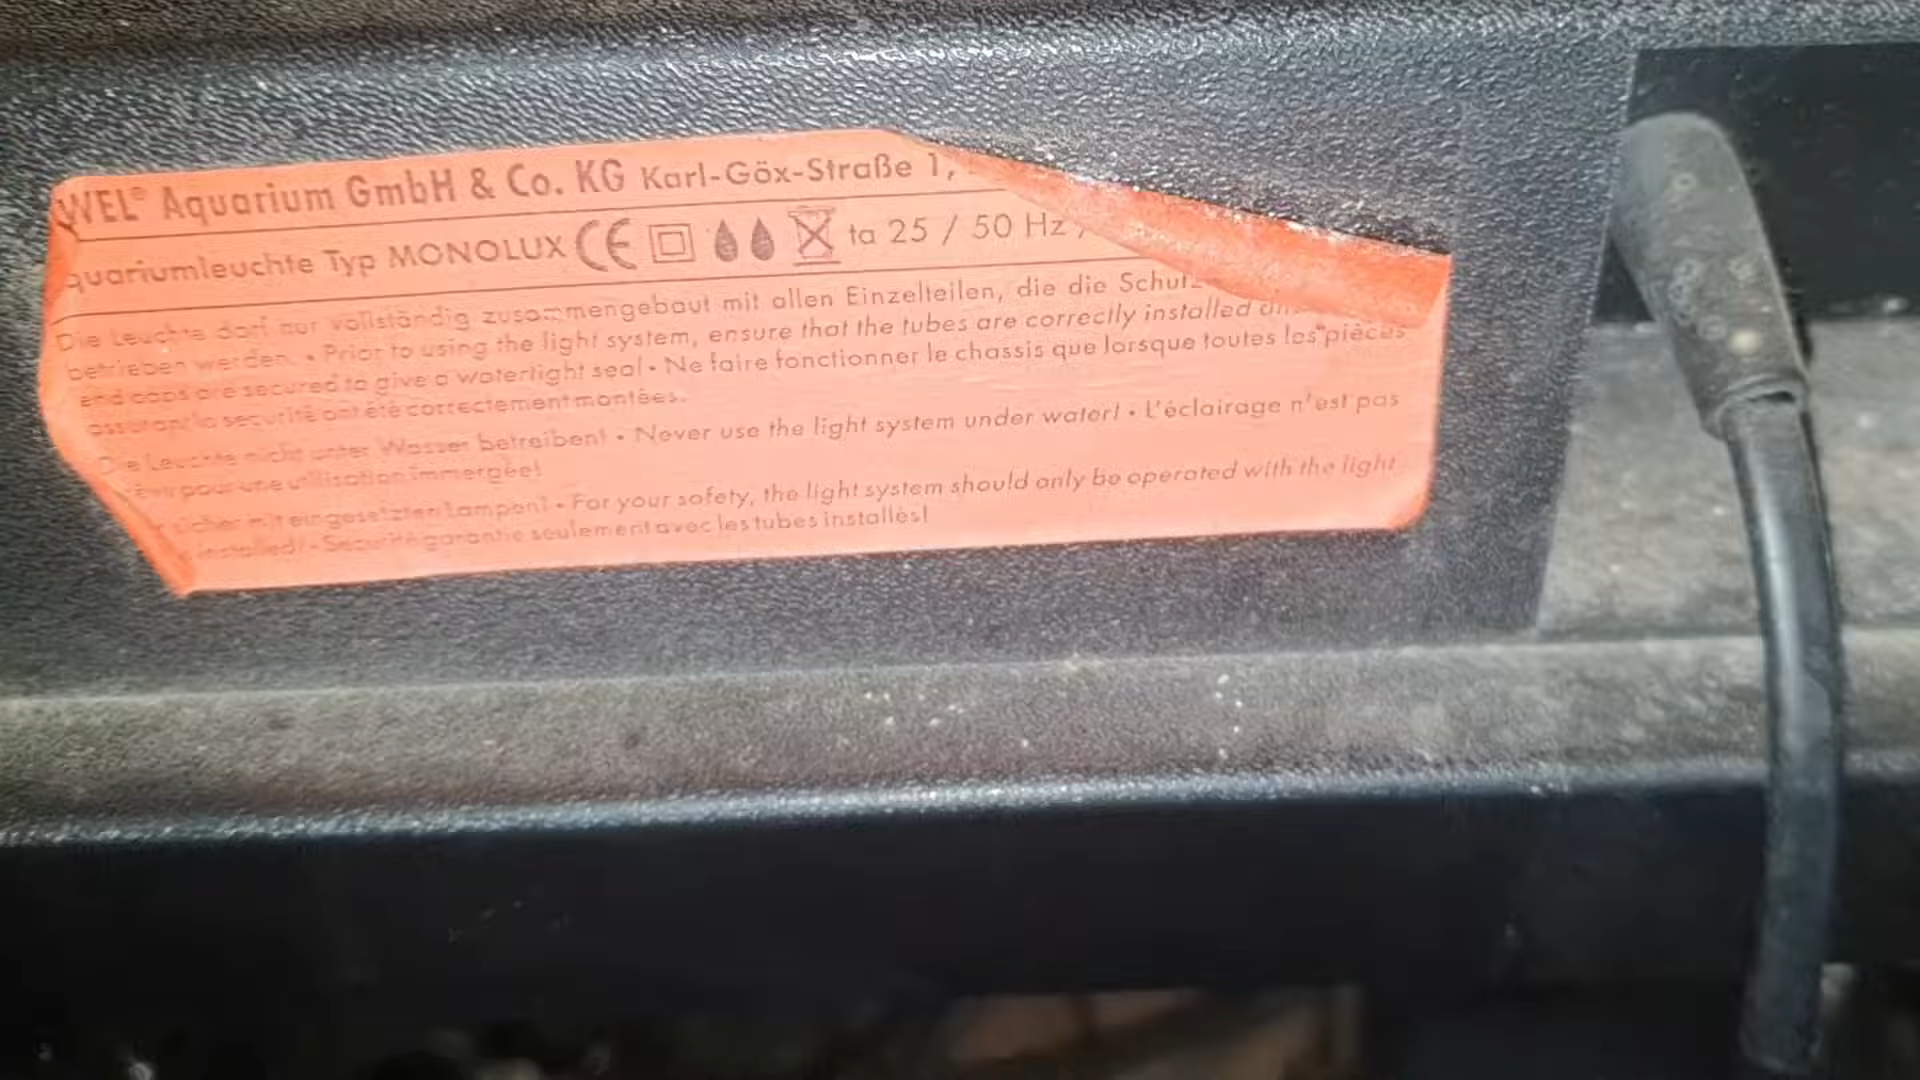 WEL® Aquarium GmbH & Co. KG Karl-Göx-Straße 1,
quariumleuchte Typ MONOLUX CE ta 25 / 50 Hz /
Die Leuchte darf nur vollständig zusammengebaut mit allen Einzelteilen, die die Schutz
betrieben werden. • Prior to using the light system, ensure that the tubes are correctly installed
end caps are secured to give a watertight seal • Ne faire fonctionner le chassis que lorsque toutes les pièces
assurant la securité ont été correctement montées.
Die Leuchte nicht unter Wasser betreiben! • Never use the light system under water! • L'éclairage n'est pas
pour une utilisation immergée!
sicher mit eingesetzten Lampen! • For your safety, the light system should only be operated with the light
installed! • Securité garantie seulement avec les tubes installés!